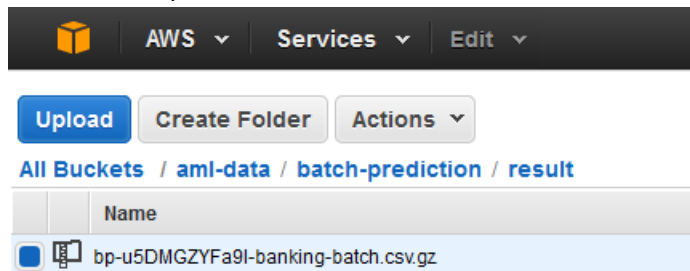 AWS Services Edit
Upload Create Folder Actions
All Buckets / aml-data / batch-prediction / result
Name
bp-u5DMGZYFa9I-banking-batch.csv.gz